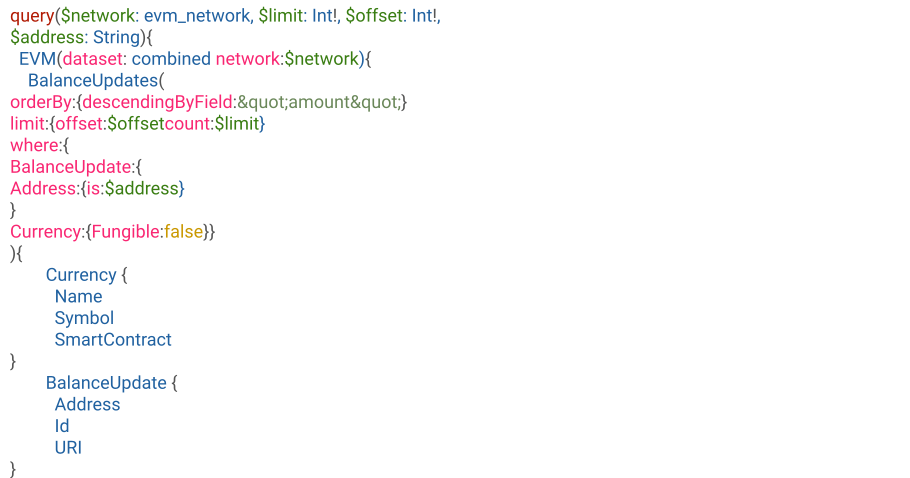 query($network: evm_network, $limit: Int!, $offset: Int!,
$address: String){
  EVM(dataset: combined network:$network){
    BalanceUpdates(
orderBy:{descendingByField:&quot;amount&quot;}
limit:{offset:$offsetcount:$limit}
where:{
BalanceUpdate:{
Address:{is:$address}
}
Currency:{Fungible:false}}
){
        Currency {
          Name
          Symbol
          SmartContract
}
        BalanceUpdate {
          Address
          Id
          URI
}